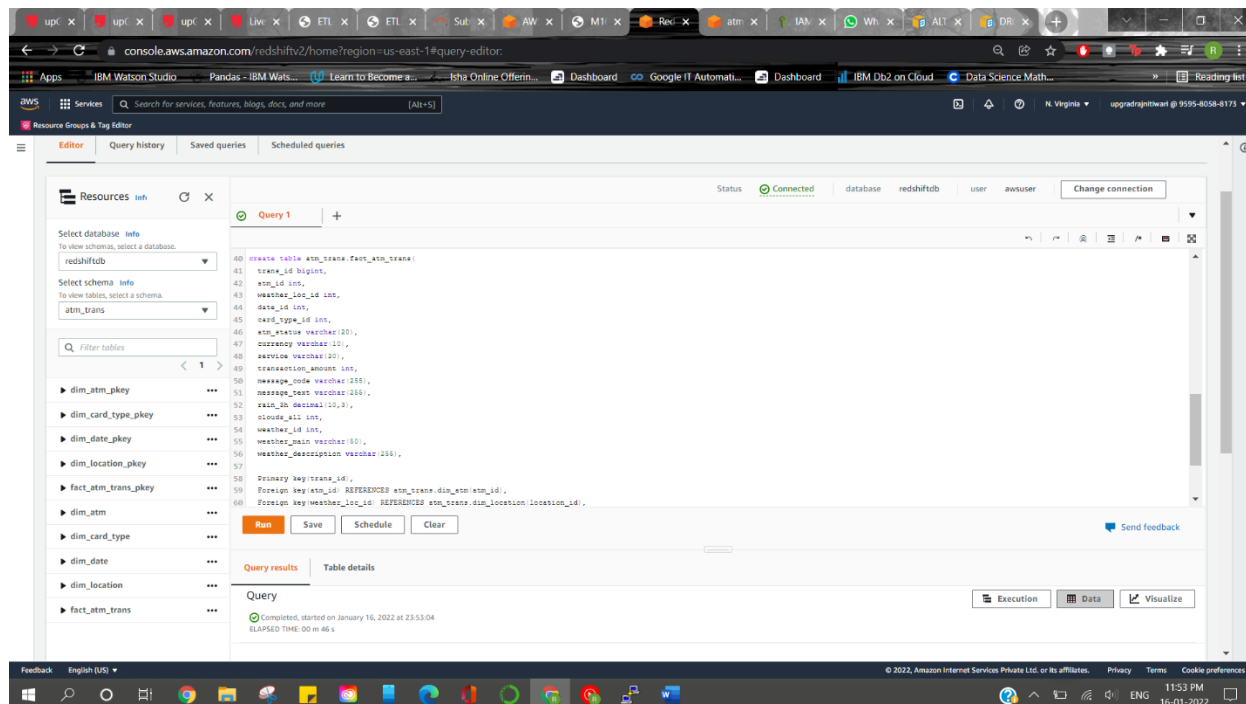 upG
upG
upG
Live
ETL
ETL
Sub
AW
M1(
Red
atm
IAM
Wh
ALT
DR(
console.aws.amazon.com/redshiftv2/home?region=us-east-1#query-editor:
Apps IBM Watson Studio Pandas - IBM Wats... Learn to Become a... Isha Online Offerin... Dashboard Google IT Automati... Dashboard IBM Db2 on Cloud Data Science Math... » Reading list
aws Services Search for services, features, blogs, docs, and more [Alt+S] N. Virginia upgradrajnitiwari @ 9595-8058-8173
Resource Groups & Tag Editor
Editor Query history Saved queries Scheduled queries
Resources Info
Status Connected database redshiftdb user awsuser Change connection
Query 1 +
Select database Info
To view schemas, select a database.
redshiftdb
Select schema Info
To view tables, select a schema.
atm_trans
Filter tables
< 1 >
dim_atm_pkey
dim_card_type_pkey
dim_date_pkey
dim_location_pkey
fact_atm_trans_pkey
dim_atm
dim_card_type
dim_date
dim_location
fact_atm_trans
40 create table atm_trans.fact_atm_trans(
41 trans_id bigint,
42 atm_id int,
43 weather_loc_id int,
44 date_id int,
45 card_type_id int,
46 atm_status varchar(20),
47 currency varchar(10),
48 service varchar(20),
49 transaction_amount int,
50 message_code varchar(255),
51 message_text varchar(255),
52 rain_3h decimal(10,3),
53 clouds_all int,
54 weather_id int,
55 weather_main varchar(50),
56 weather_description varchar(255),
57
58 Primary key(trans_id),
59 Foreign key(atm_id) REFERENCES atm_trans.dim_atm(atm_id),
60 Foreign key(weather_loc_id) REFERENCES atm_trans.dim_location(location_id),
Run Save Schedule Clear
Send feedback
Query results Table details
Query
Execution Data Visualize
Completed, started on January 16, 2022 at 23:53:04
ELAPSED TIME: 00 m 46 s
Feedback English (US) © 2022, Amazon Internet Services Private Ltd. or its affiliates. Privacy Terms Cookie preferences
ENG 11:53 PM
16-01-2022